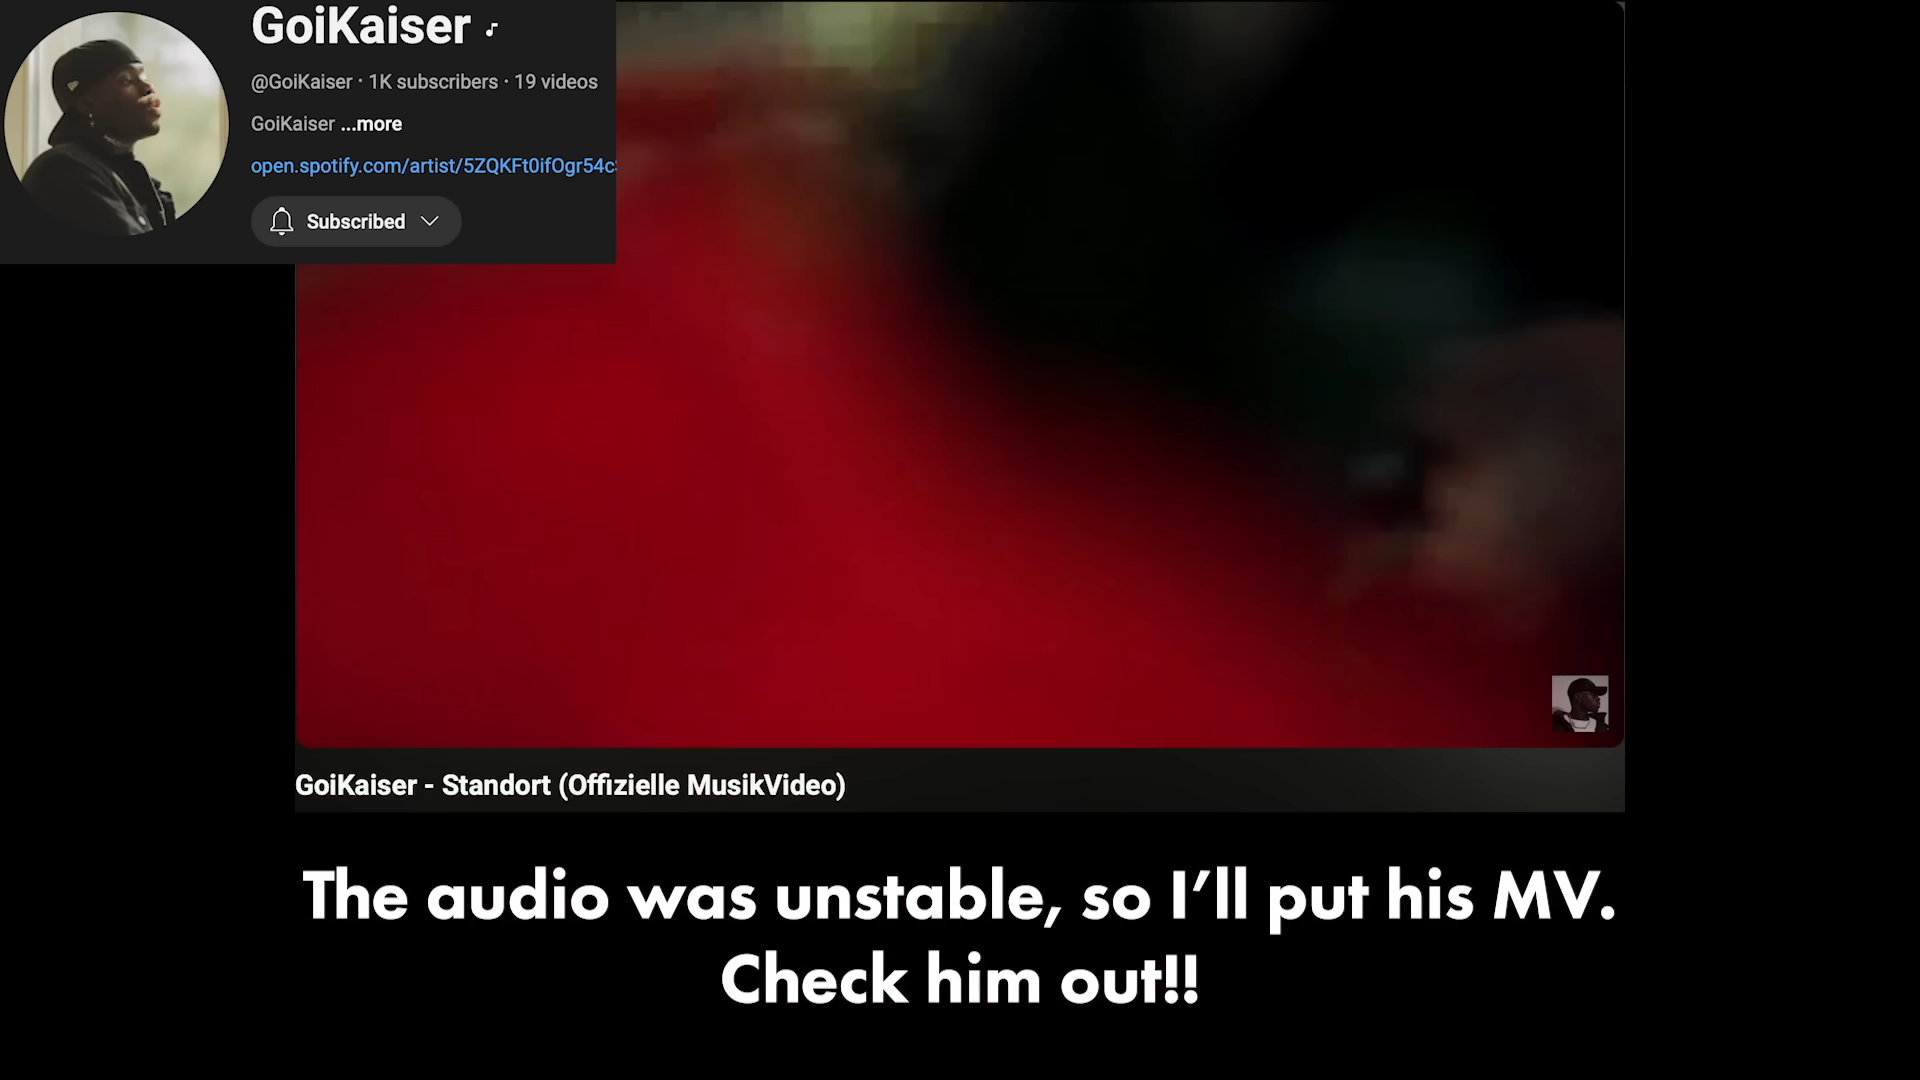 GoiKaiser
@GoiKaiser · 1K subscribers · 19 videos
GoiKaiser ...more
open.spotify.com/artist/5ZQKFt0ifOgr54c
Subscribed
GoiKaiser - Standort (Offizielle MusikVideo)
The audio was unstable, so I’ll put his MV.
Check him out!!